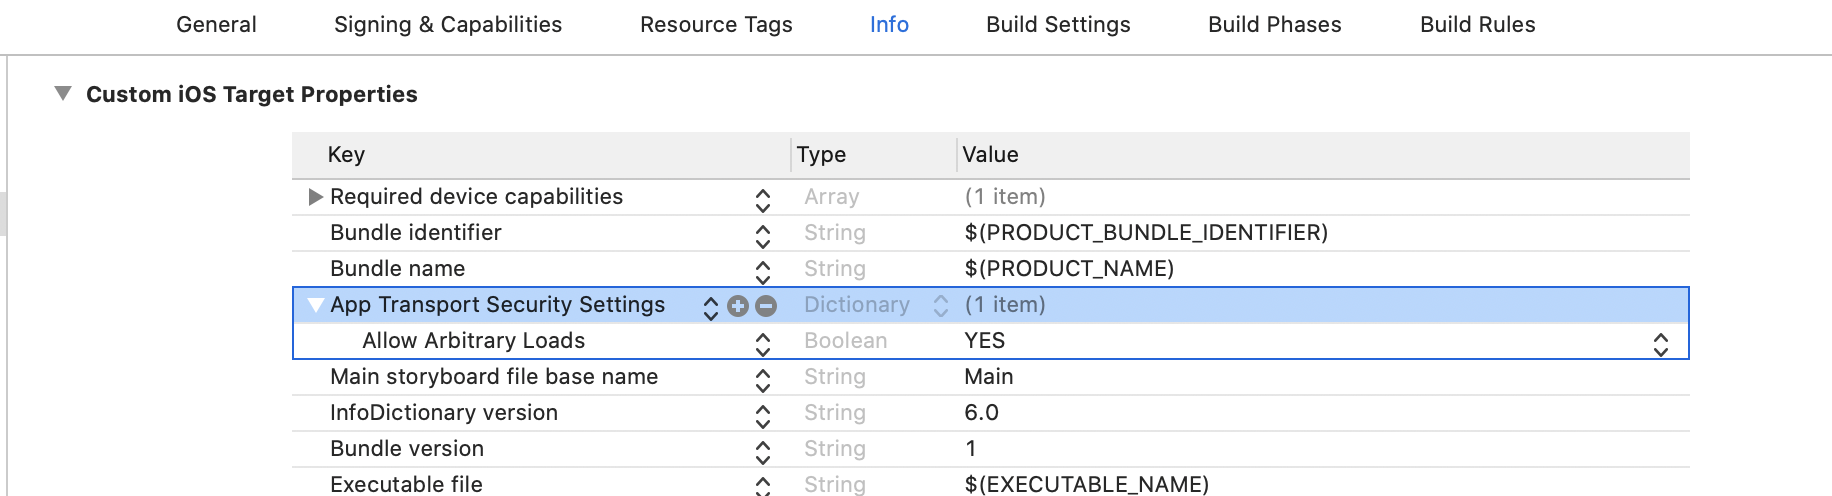 General Signing & Capabilities Resource Tags Info Build Settings Build Phases Build Rules
Custom iOS Target Properties
Key Type Value
Required device capabilities Array (1 item)
Bundle identifier String $(PRODUCT_BUNDLE_IDENTIFIER)
Bundle name String $(PRODUCT_NAME)
App Transport Security Settings Dictionary (1 item)
Allow Arbitrary Loads Boolean YES
Main storyboard file base name String Main
InfoDictionary version String 6.0
Bundle version String 1
Executable file String $(EXECUTABLE_NAME)